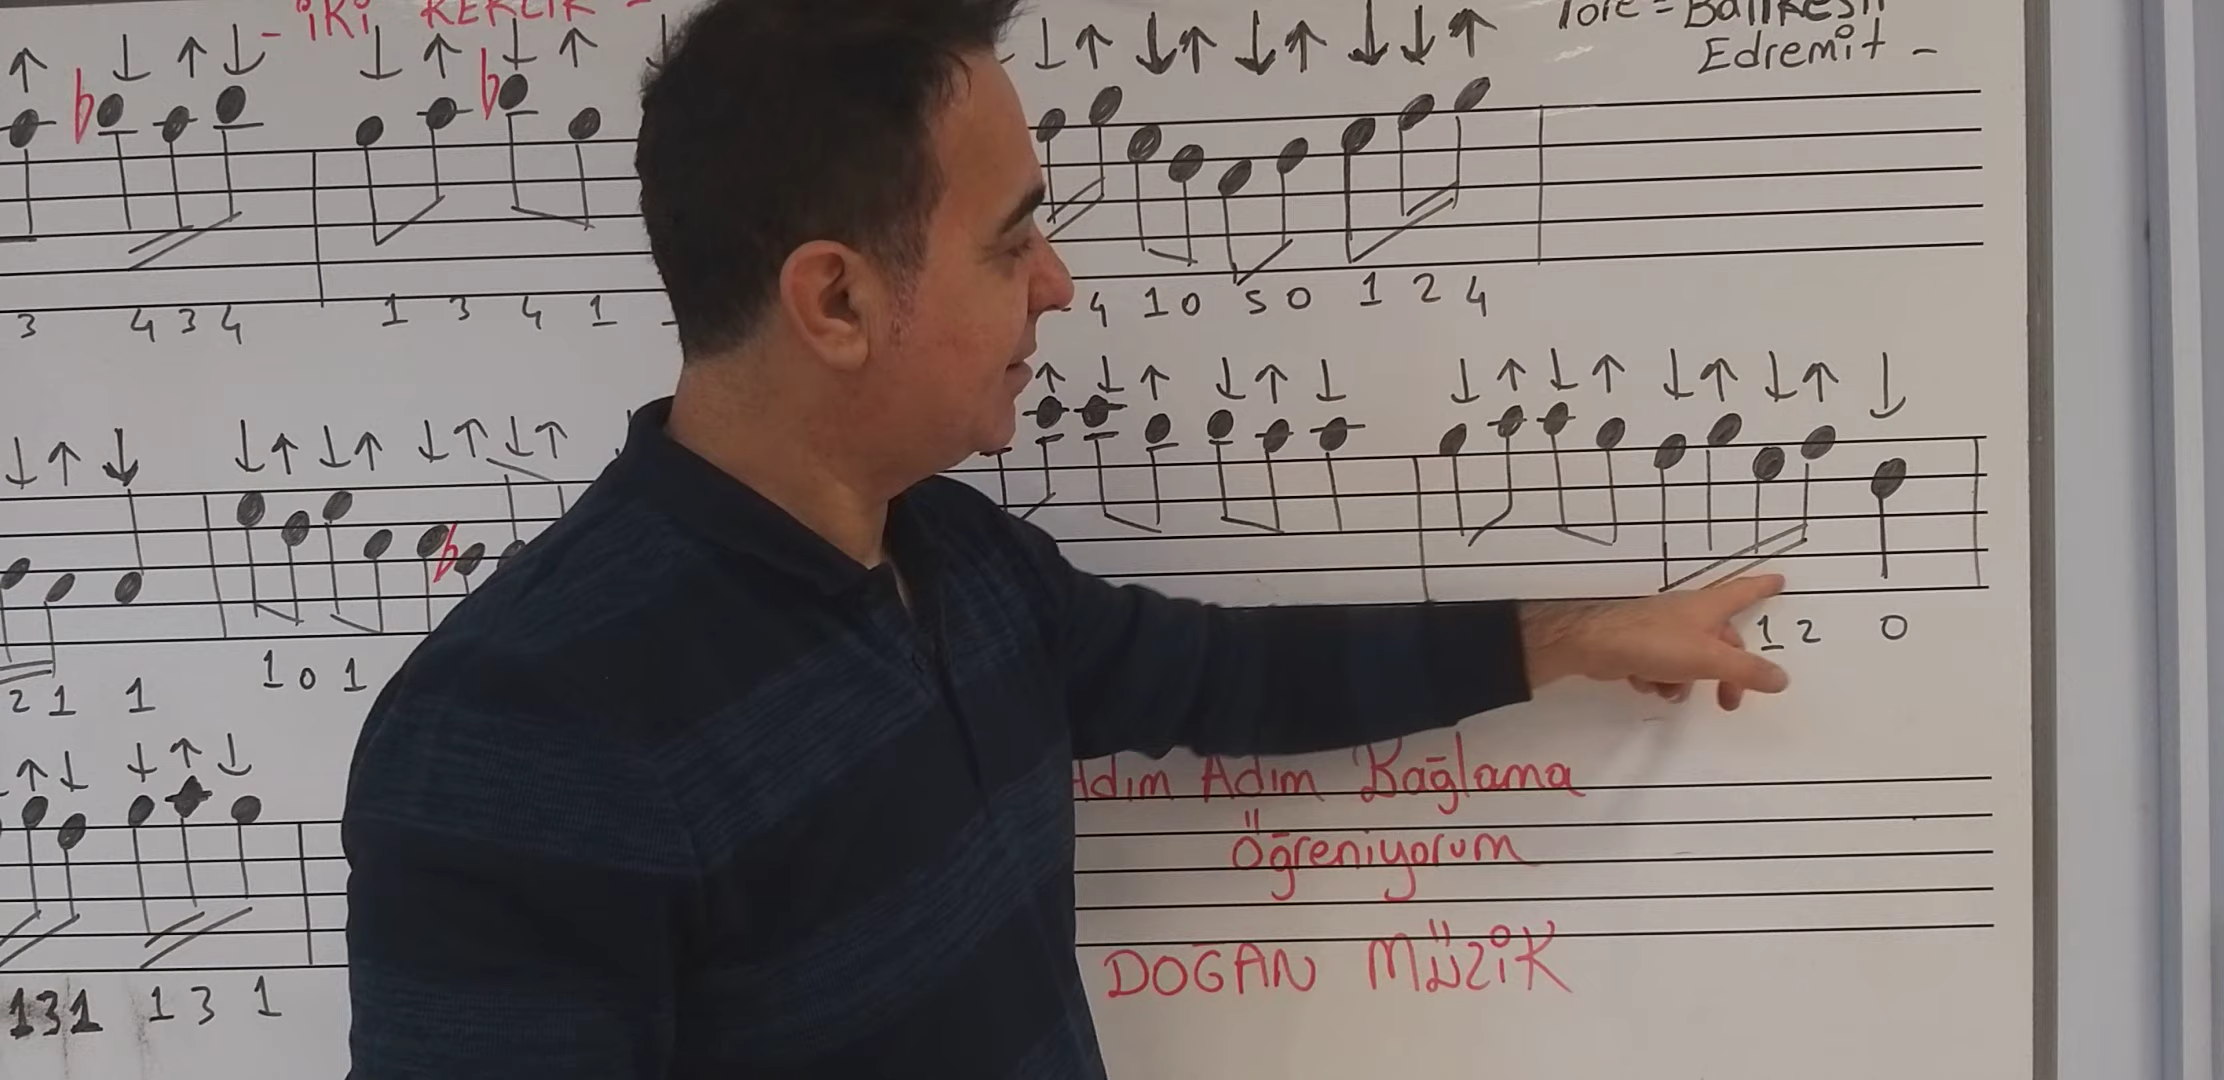 - İKİ KEKLİK -
Yöre = Balıkesir
Edremit -
3 4 3 4 1 3 4 1
4 1 0 5 0 1 2 4
2 1 1 1 0 1
1 2 0
Adım Adım Bağlama
Öğreniyorum
DOĞAN MÜZİK
1 3 1 1 3 1